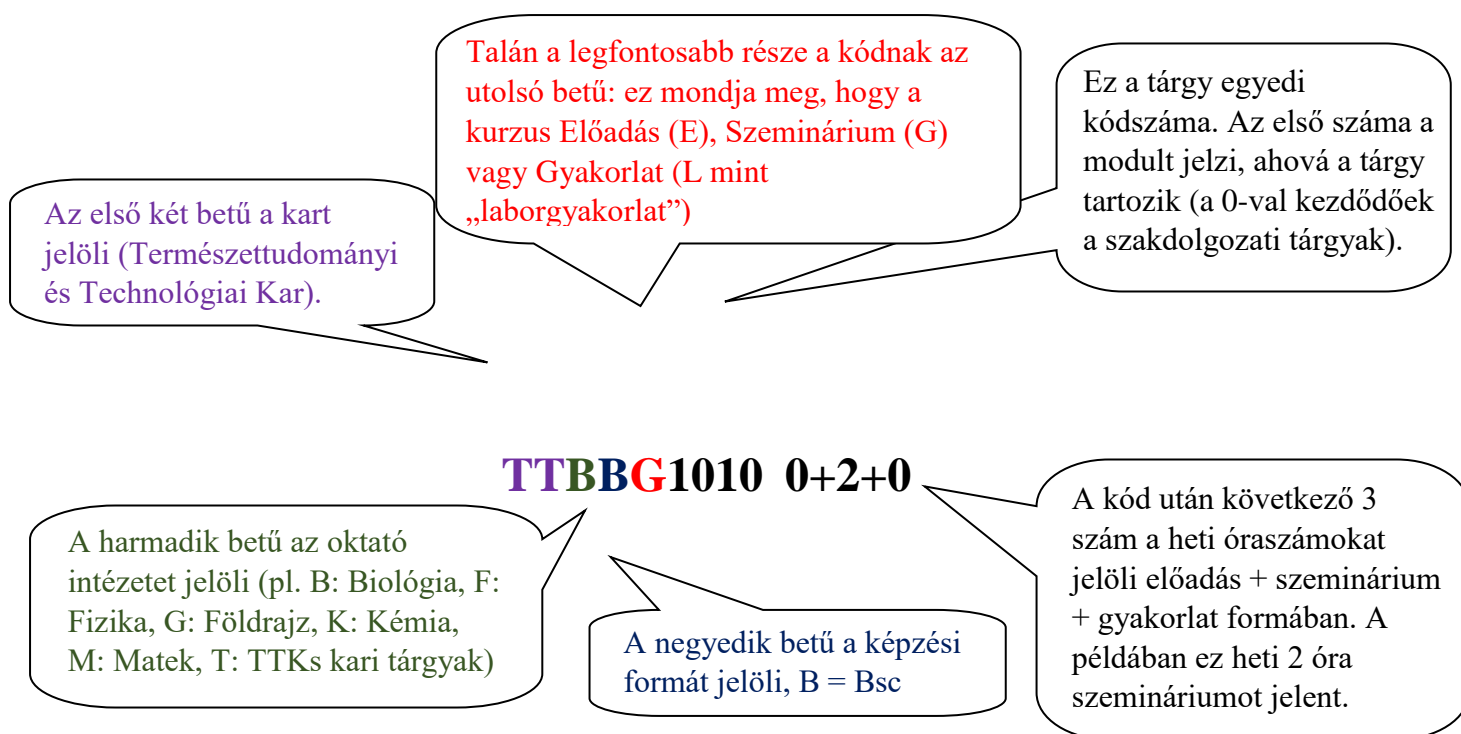 Talán a legfontosabb része a kódnak az
utolsó betű: ez mondja meg, hogy a
kurzus Előadás (E), Szeminárium (G)
vagy Gyakorlat (L mint
„laborgyakorlat”)
Ez a tárgy egyedi
kódszáma. Az első száma a
modult jelzi, ahová a tárgy
tartozik (a 0-val kezdődőek
a szakdolgozati tárgyak).
Az első két betű a kart
jelöli (Természettudományi
és Technológiai Kar).
TTBBG1010 0+2+0
A harmadik betű az oktató
intézetet jelöli (pl. B: Biológia, F:
Fizika, G: Földrajz, K: Kémia,
M: Matek, T: TTKs kari tárgyak)
A negyedik betű a képzési
formát jelöli, B = Bsc
A kód után következő 3
szám a heti óraszámokat
jelöli előadás + szeminárium
+ gyakorlat formában. A
példában ez heti 2 óra
szemináriumot jelent.